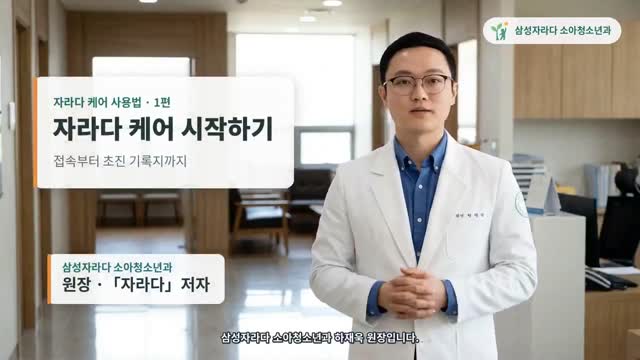 삼성자라다 소아청소년과
자라다 케어 사용법 · 1편
자라다 케어 시작하기
접속부터 초진 기록지까지
삼성자라다 소아청소년과
원장 · 「자라다」 저자
삼성자라다 소아청소년과 하재욱 원장입니다.